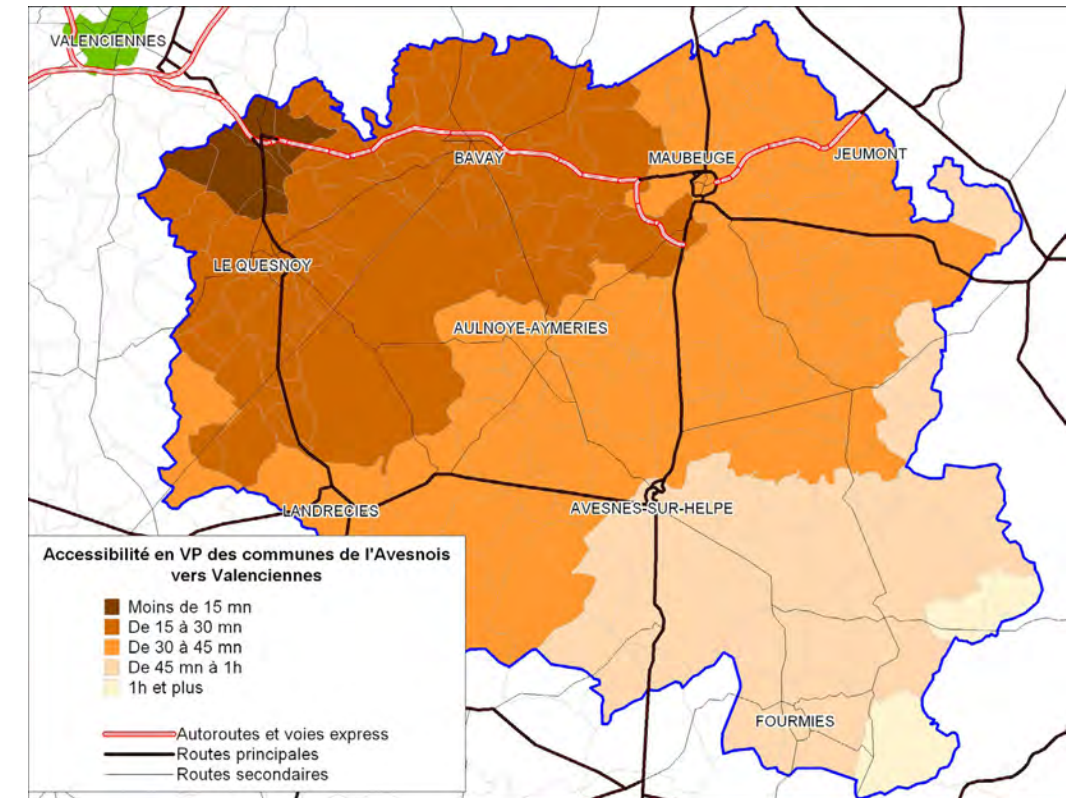 VALENCIENNES
BAVAY
MAUBEUGE
JEUMONT
LE QUESNOY
AULNOYE-AYMERIES
LANDRECIES
AVESNES-SUR-HELPE
FOURMIES
Accessibilité en VP des communes de l'Avesnois
vers Valenciennes
Moins de 15 mn
De 15 à 30 mn
De 30 à 45 mn
De 45 mn à 1h
1h et plus
Autoroutes et voies express
Routes principales
Routes secondaires